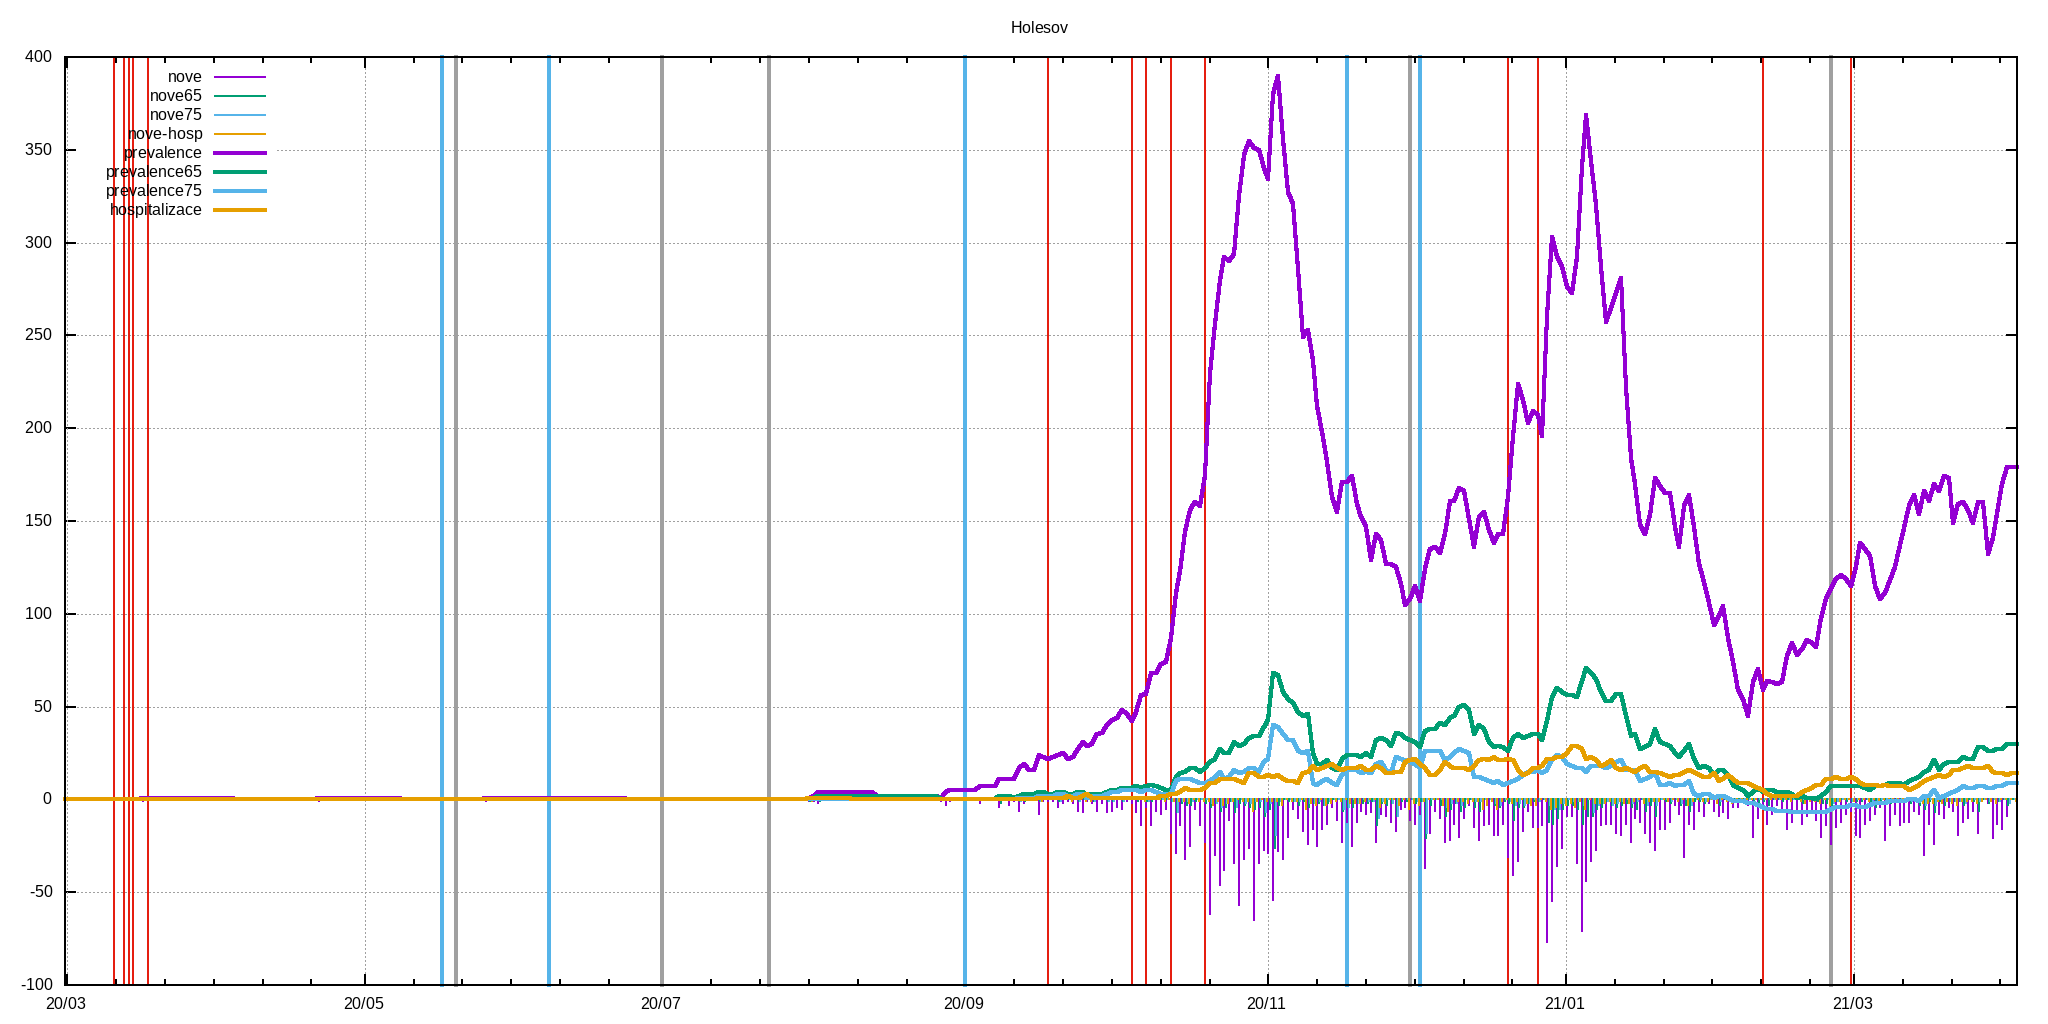 Holesov
400
350
300
250
200
150
100
50
0
-50
-100
nove
nove65
nove75
nove-hosp
prevalence
prevalence65
prevalence75
hospitalizace
20/03 20/05 20/07 20/09 20/11 21/01 21/03